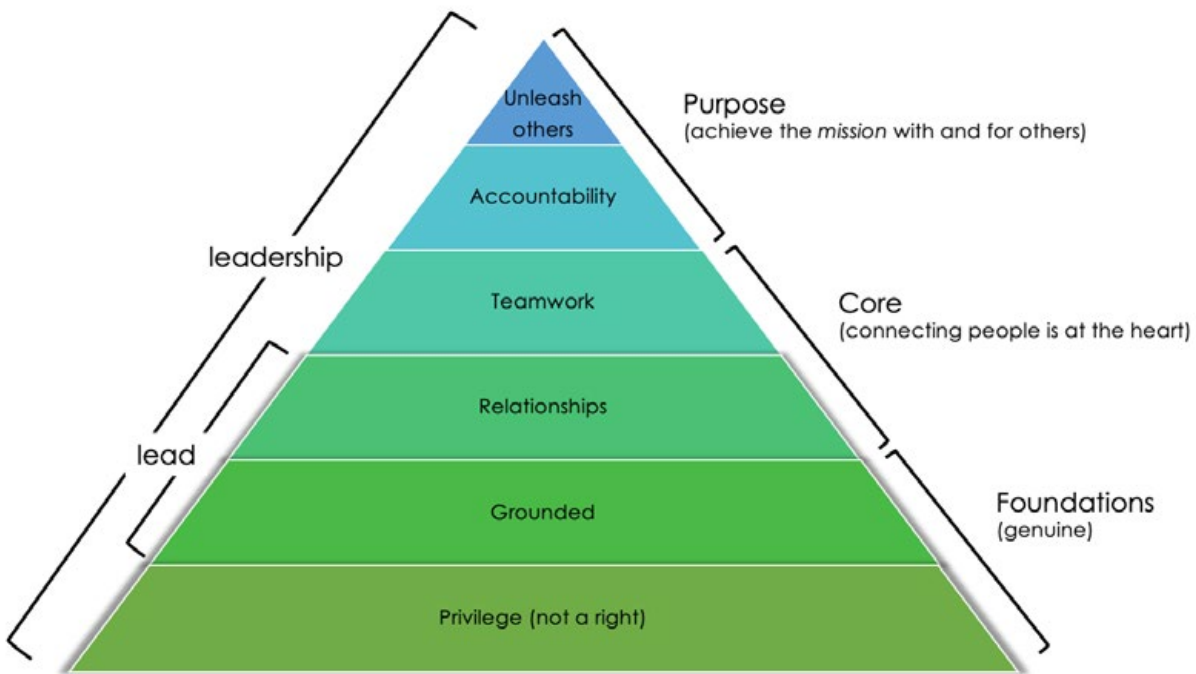 Unleash
others
Purpose
(achieve the mission with and for others)
Accountability
leadership
Teamwork
Core
(connecting people is at the heart)
Relationships
lead
Grounded
Foundations
(genuine)
Privilege (not a right)